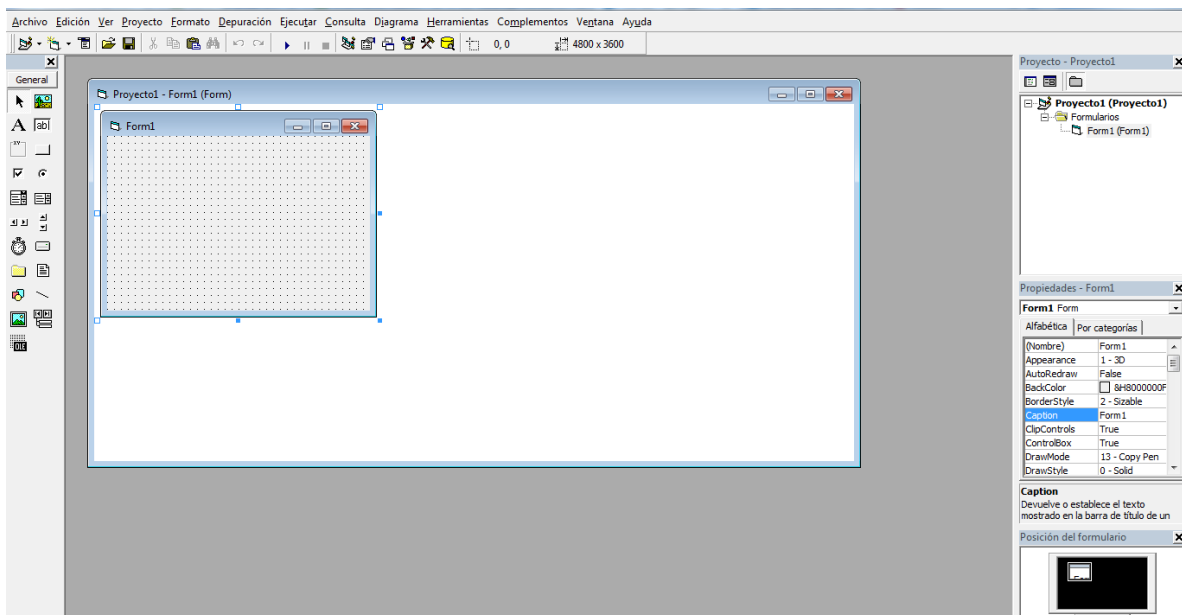 Archivo Edición Ver Proyecto Formato Depuración Ejecutar Consulta Diagrama Herramientas Complementos Ventana Ayuda
0, 0 4800 x 3600
General
A ab
XY
OLE
Proyecto1 - Form1 (Form)
Form1
Proyecto - Proyecto1
Proyecto1 (Proyecto1)
Formularios
Form1 (Form1)
Propiedades - Form1
Form1 Form
Alfabética Por categorías
(Nombre) Form1
Appearance 1 - 3D
AutoRedraw False
BackColor &H8000000F
BorderStyle 2 - Sizable
Caption Form1
ClipControls True
ControlBox True
DrawMode 13 - Copy Pen
DrawStyle 0 - Solid
Caption
Devuelve o establece el texto
mostrado en la barra de título de un
Posición del formulario